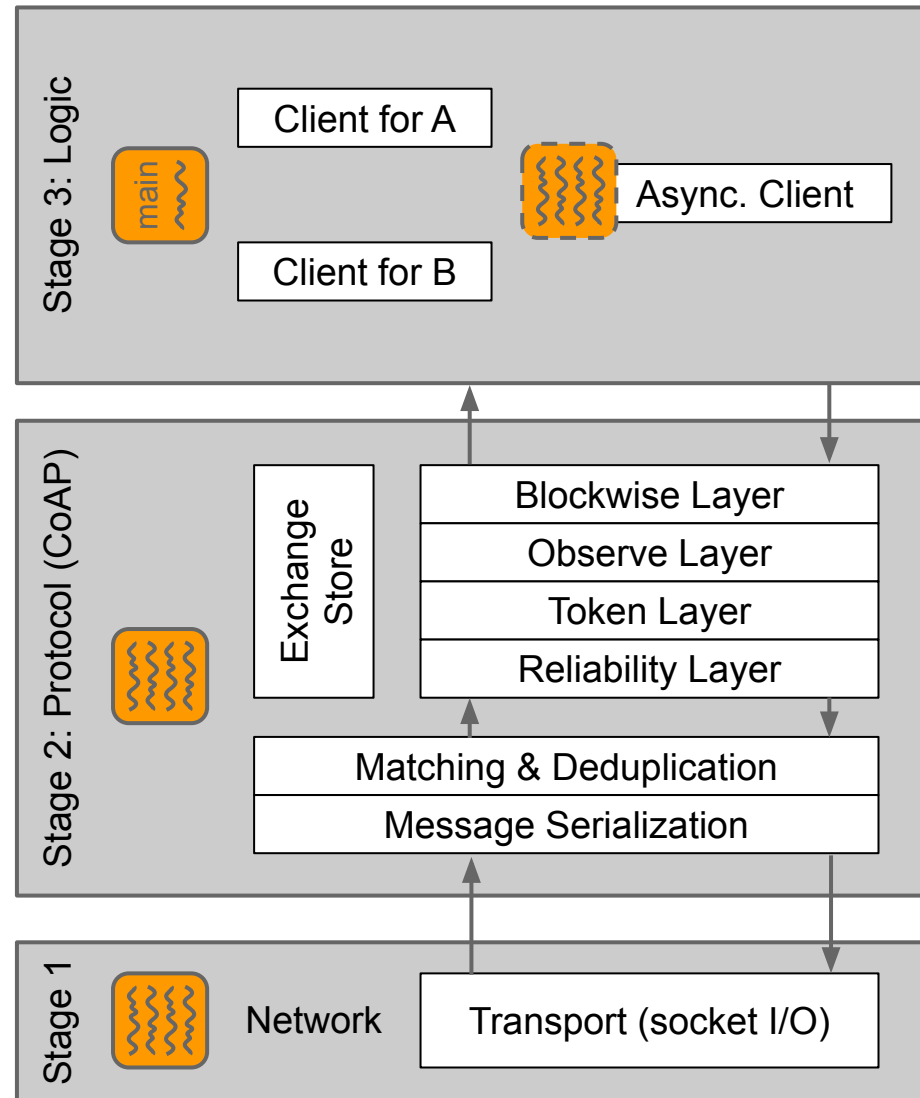 Stage 3: Logic
main
Client for A
Async. Client
Client for B
Stage 2: Protocol (CoAP)
Exchange
Store
Blockwise Layer
Observe Layer
Token Layer
Reliability Layer
Matching & Deduplication
Message Serialization
Stage 1
Network
Transport (socket I/O)